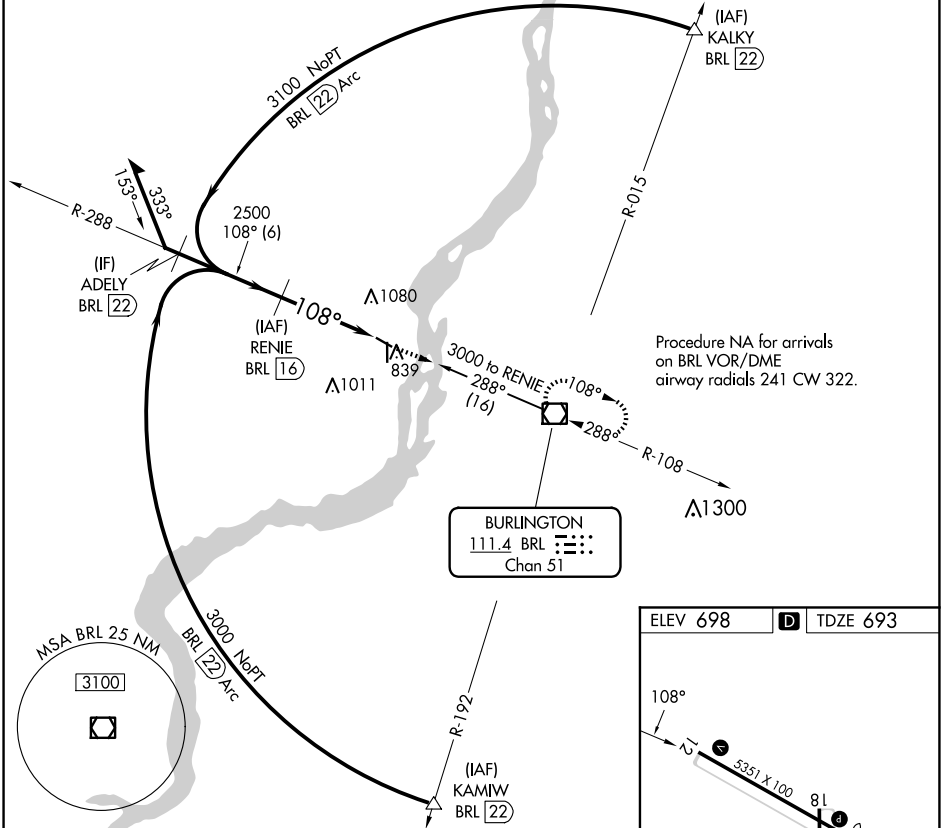 (IAF)
KALKY
BRL 22
3100 NoPT
BRL 22 Arc
R-015
333°
153°
R-288
2500
108° (6)
(IF)
ADELY
BRL 22
(IAF)
RENIE
BRL 16
108°
1080
839
1011
3000 to RENIE
288°
(16)
108°
288°
R-108
Procedure NA for arrivals
on BRL VOR/DME
airway radials 241 CW 322.
1300
BURLINGTON
111.4 BRL
Chan 51
3000 NoPT
BRL 22 Arc
R-192
(IAF)
KAMIW
BRL 22
MSA BRL 25 NM
3100
ELEV 698 D TDZE 693
108°
12
V
5351 X 100
18
P